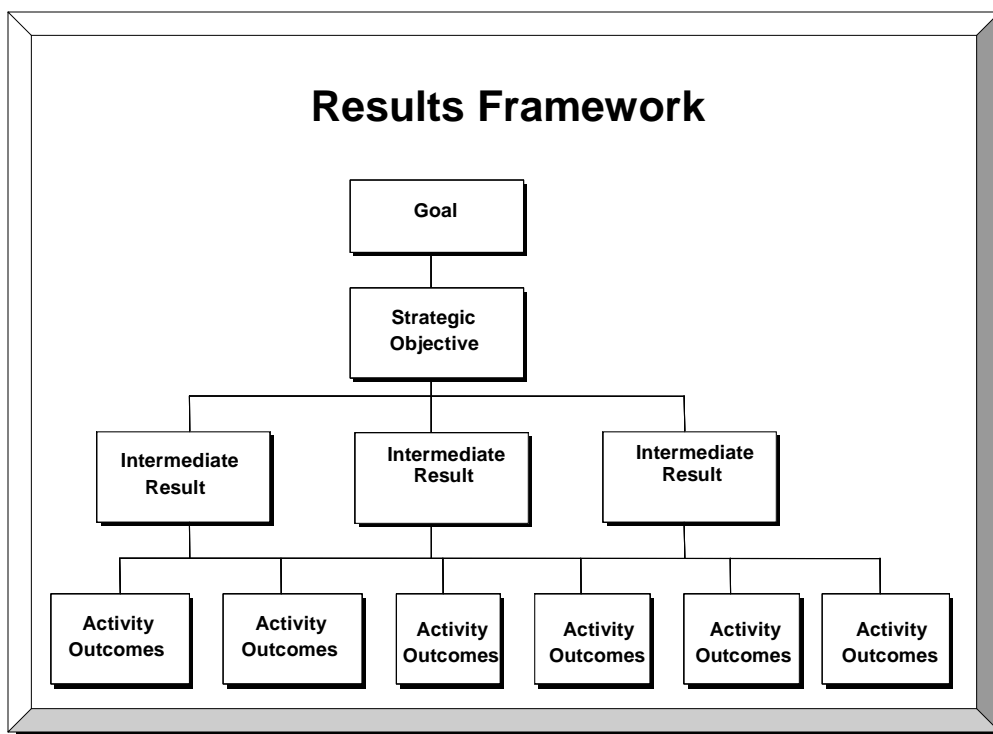 Results Framework
Goal
Strategic
Objective
Intermediate
Result
Intermediate
Result
Intermediate
Result
Activity
Outcomes
Activity
Outcomes
Activity
Outcomes
Activity
Outcomes
Activity
Outcomes
Activity
Outcomes